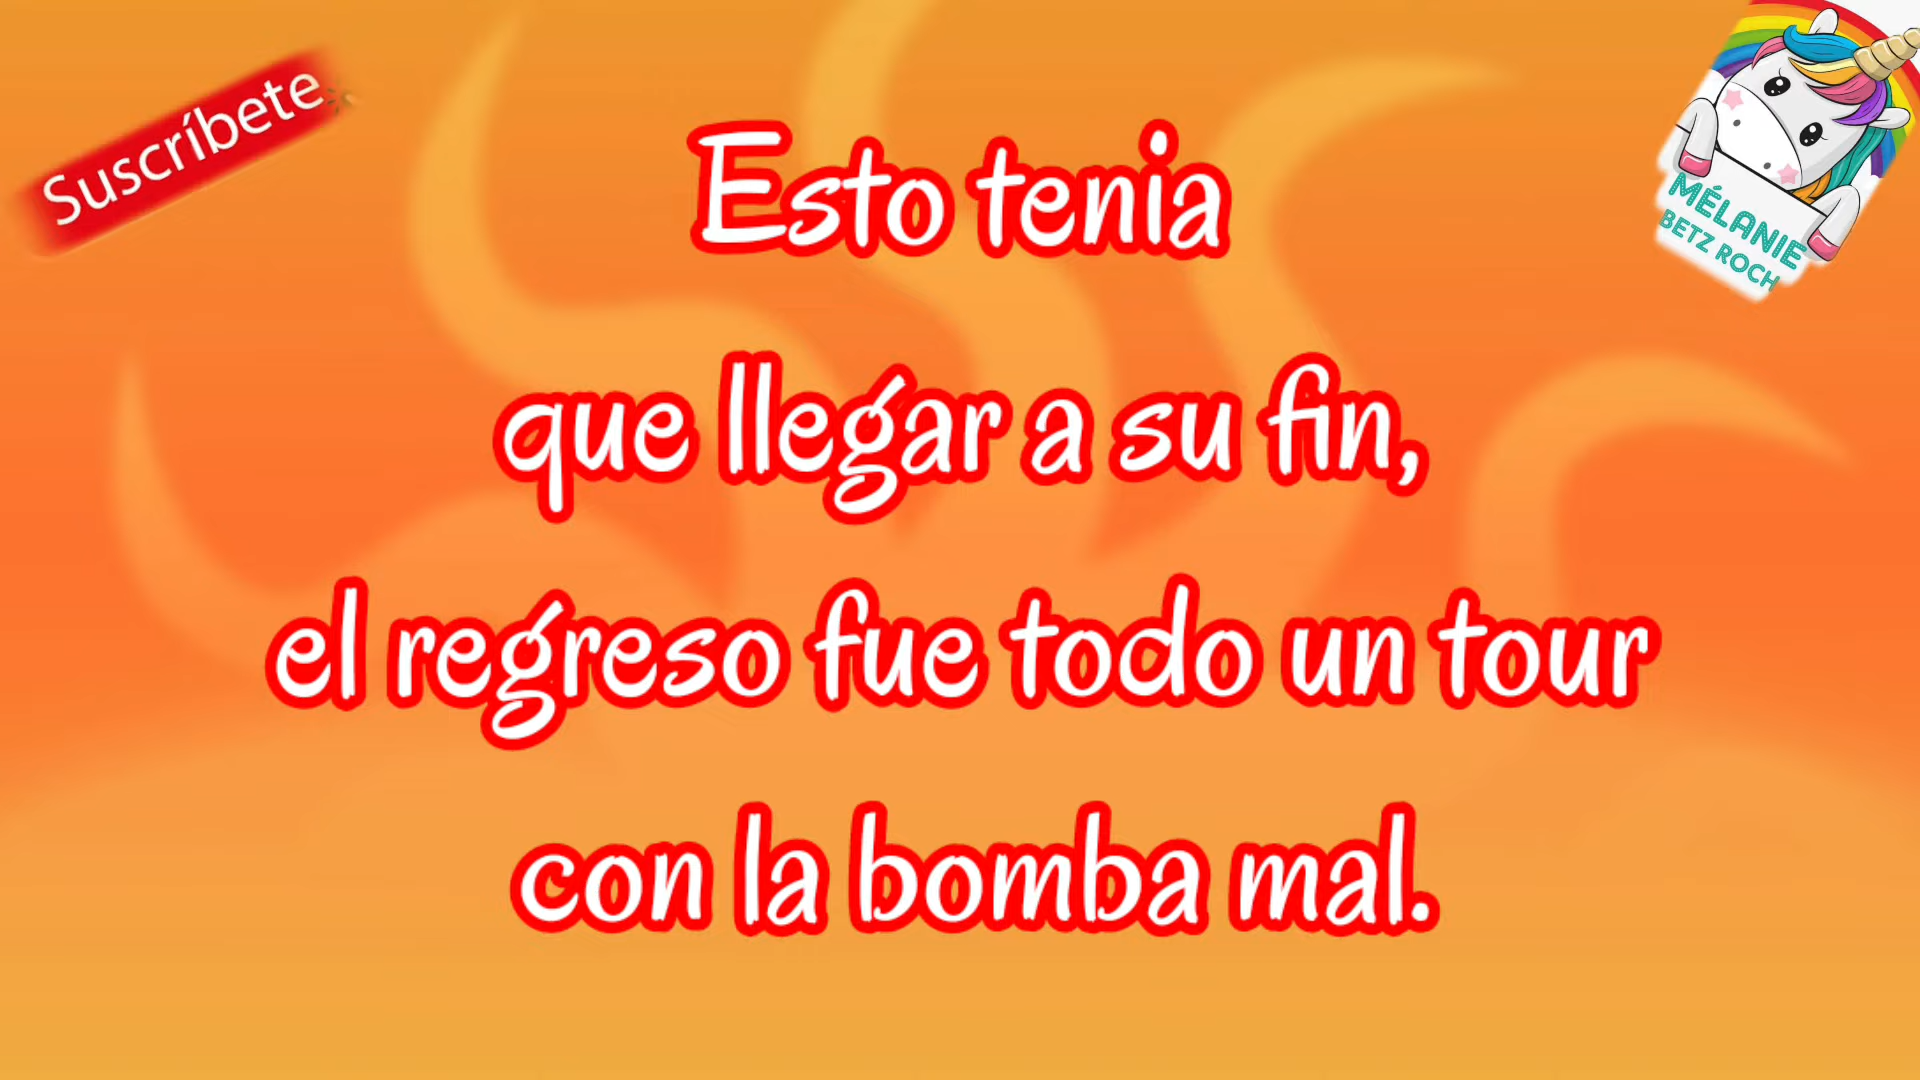 Suscríbete
MÉLANIE
BETZ ROCH
Esto tenia
que llegar a su fin,
el regreso fue todo un tour
con la bomba mal.